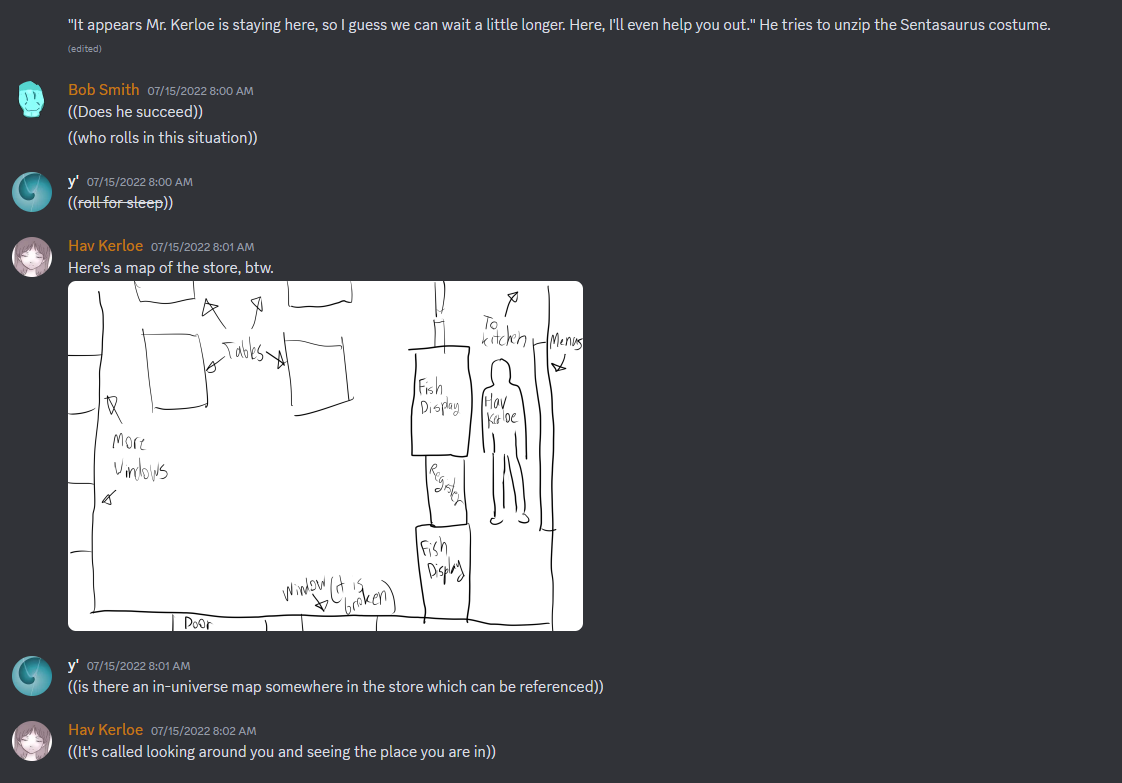 "It appears Mr. Kerloe is staying here, so I guess we can wait a little longer. Here, I'll even help you out." He tries to unzip the Sentasaurus costume.
(edited)
Bob Smith 07/15/2022 8:00 AM
((Does he succeed))
((who rolls in this situation))
y' 07/15/2022 8:00 AM
((roll for sleep))
Hav Kerloe 07/15/2022 8:01 AM
Here's a map of the store, btw.
To
kitchen
Menus
Tables
Fish
Display
Hav
Kerloe
More
Windows
Register
Fish
Display
Window (it is
broken)
Door
y' 07/15/2022 8:01 AM
((is there an in-universe map somewhere in the store which can be referenced))
Hav Kerloe 07/15/2022 8:02 AM
((It's called looking around you and seeing the place you are in))